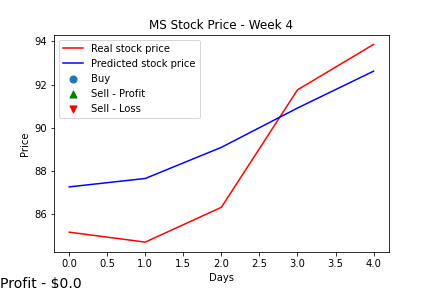 MS Stock Price - Week 4
94
92
90
88
86
Price
Real stock price
Predicted stock price
Buy
Sell - Profit
Sell - Loss
0.0 0.5 1.0 1.5 2.0 2.5 3.0 3.5 4.0
Days
Profit - $0.0